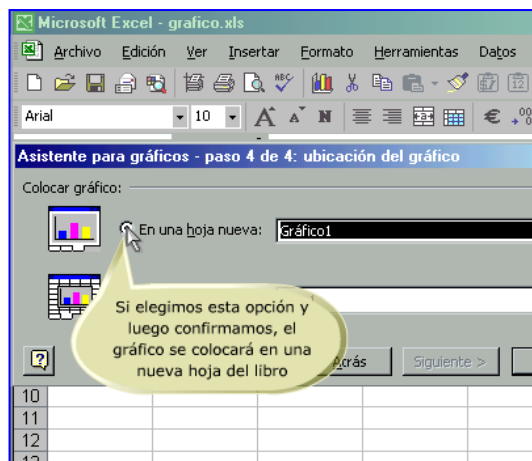 Microsoft Excel - grafico.xls
Archivo Edición Ver Insertar Formato Herramientas Datos
ABC
Arial 10 A A N €
Asistente para gráficos - paso 4 de 4: ubicación del gráfico
Colocar gráfico:
En una hoja nueva: Gráfico1
Si elegimos esta opción y
luego confirmamos, el
gráfico se colocará en una
nueva hoja del libro
? Atrás Siguiente >
10
11
12